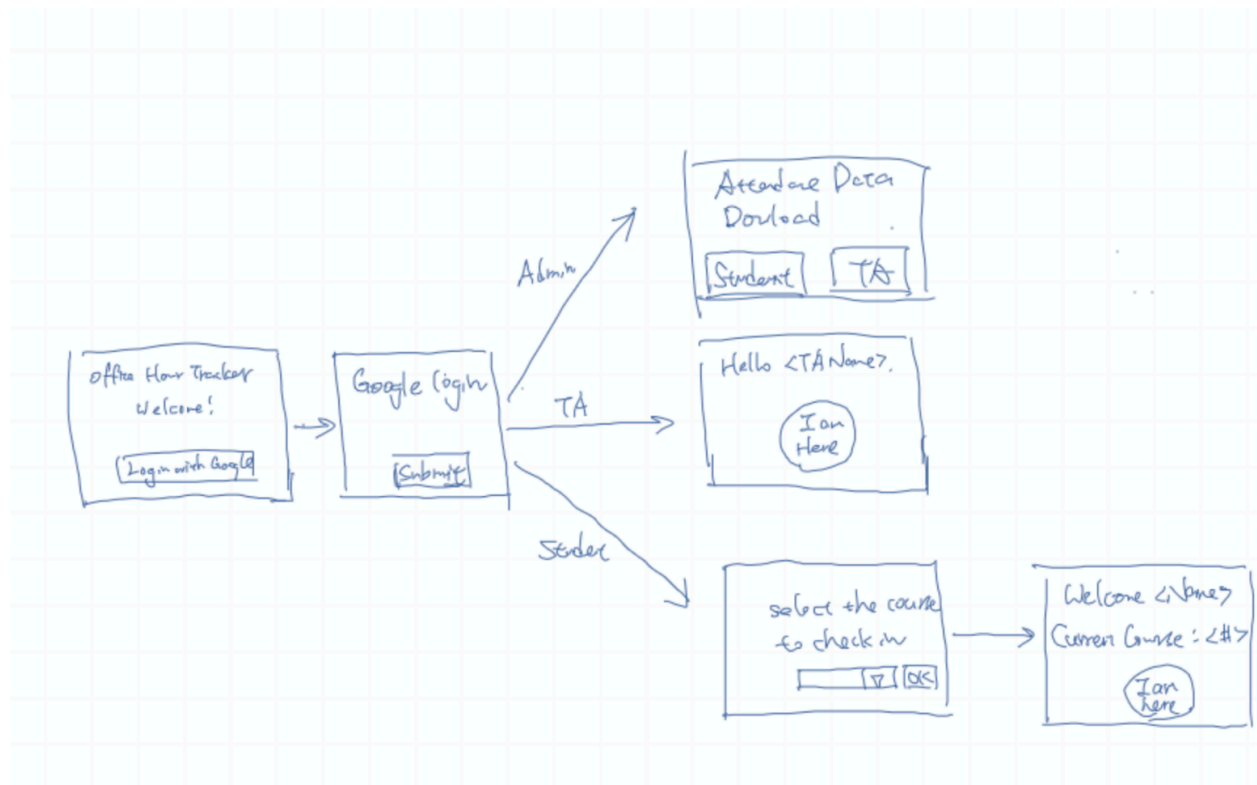 Office Hour Tracker
Welcome!
Login with Google
Google login
Submit
Admin
TA
Student
Attendance Data
Download
Student
TA
Hello <TA Name>.
I am
Here
select the course
to check in
OK
Welcome <Name>
Current Course: <#>
I am
here